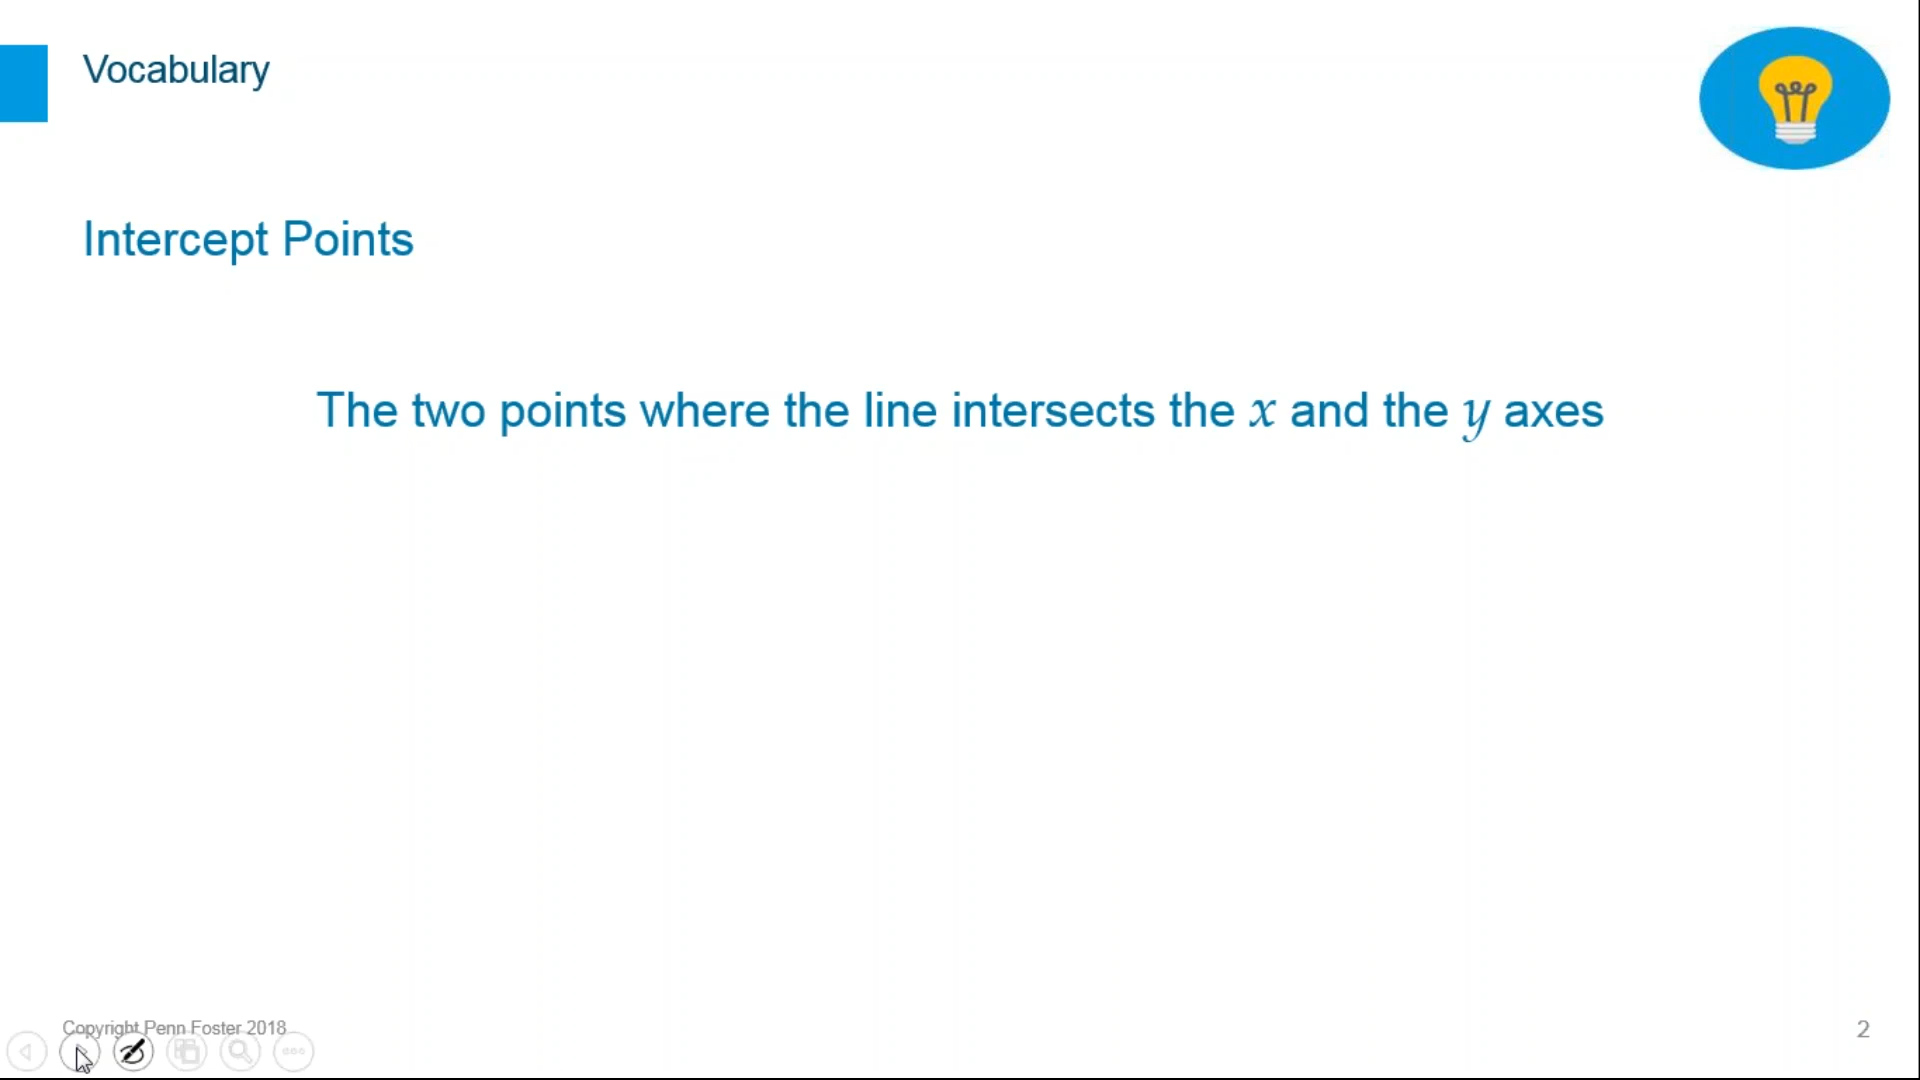 Vocabulary
Intercept Points
The two points where the line intersects the x and the y axes
Copyright Penn Foster 2018
2